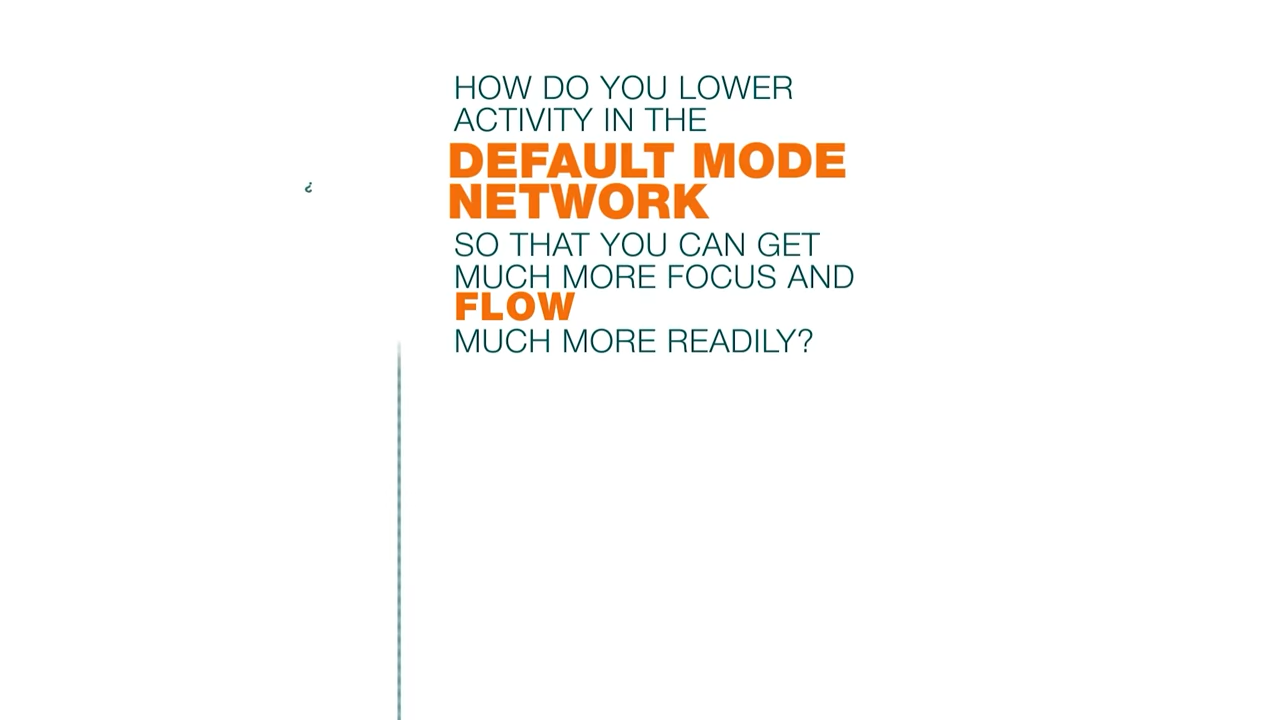 HOW DO YOU LOWER
ACTIVITY IN THE
DEFAULT MODE
NETWORK
¿
SO THAT YOU CAN GET
MUCH MORE FOCUS AND
FLOW
MUCH MORE READILY?